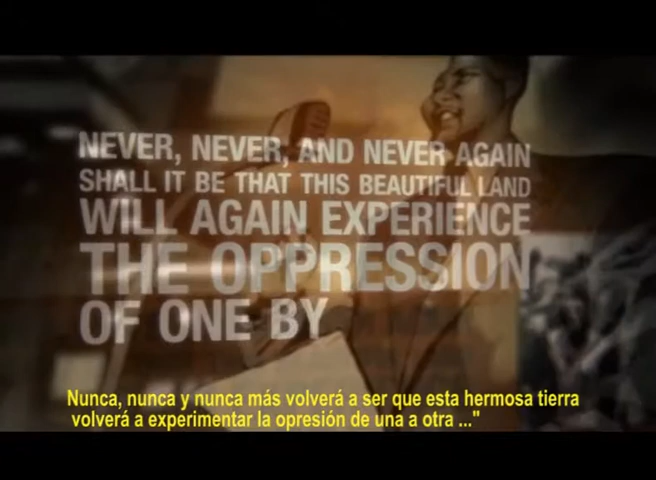 NEVER, NEVER, AND NEVER AGAIN
SHALL IT BE THAT THIS BEAUTIFUL LAND
WILL AGAIN EXPERIENCE
THE OPPRESSION
OF ONE BY
Nunca, nunca y nunca más volverá a ser que esta hermosa tierra
volverá a experimentar la opresión de una a otra ..."